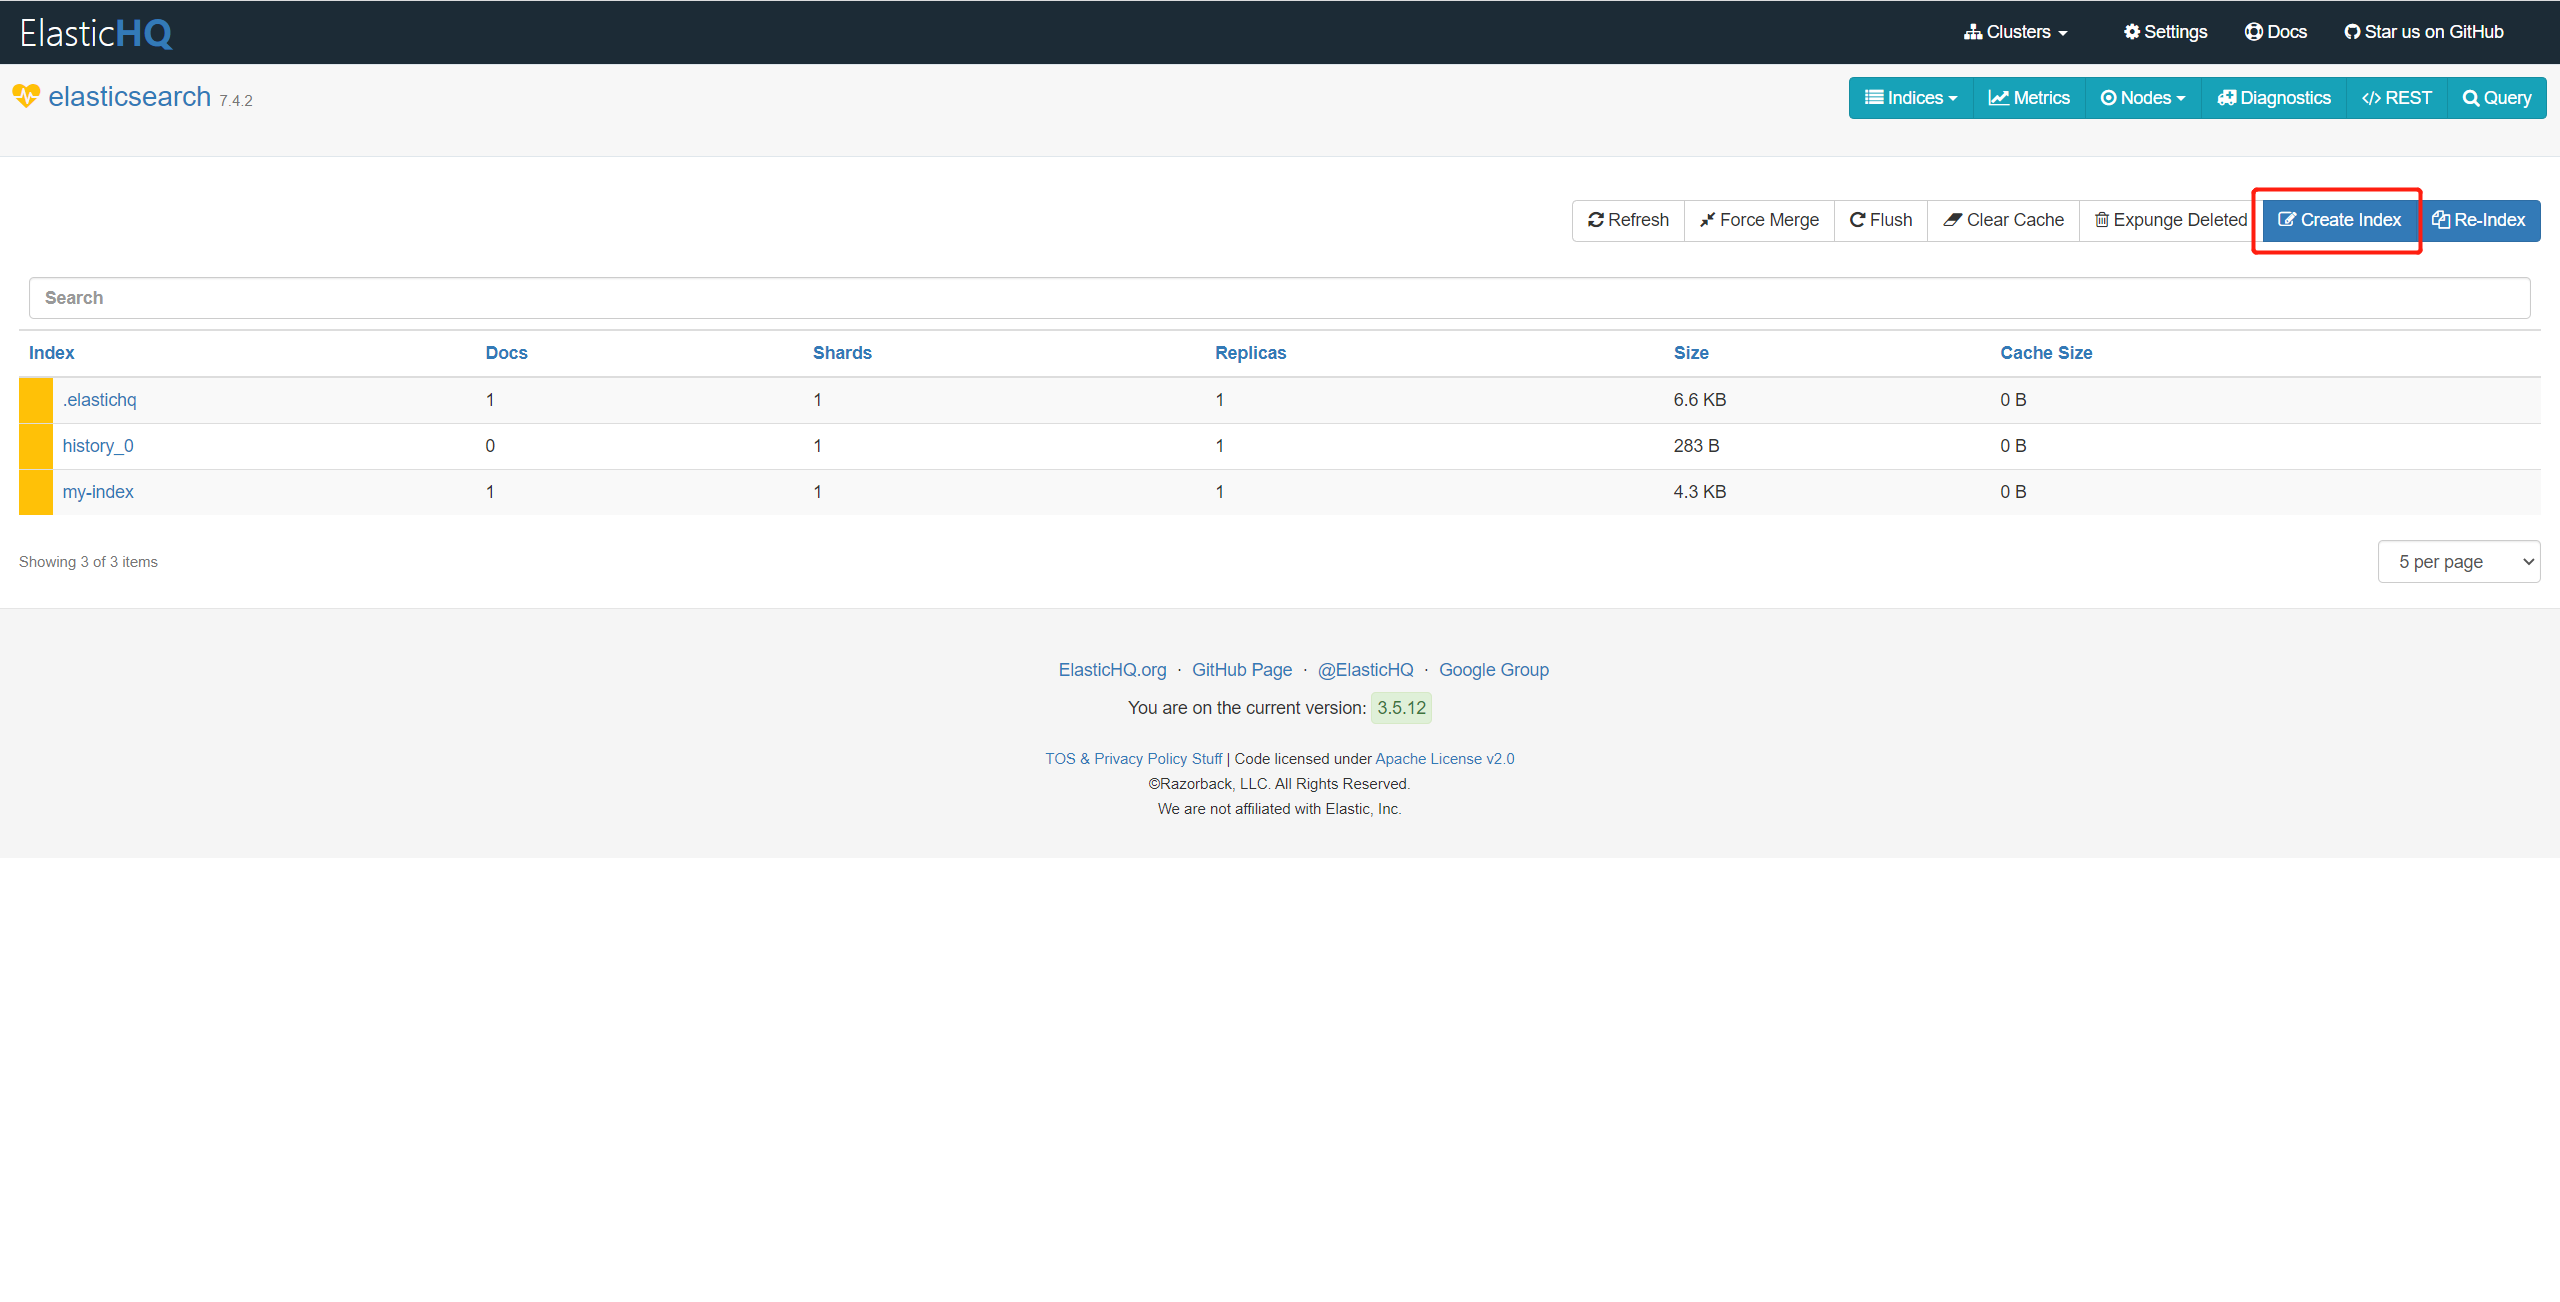 ElasticHQ Clusters Settings Docs Star us on GitHub
elasticsearch 7.4.2 Indices Metrics Nodes Diagnostics </> REST Query
Refresh Force Merge Flush Clear Cache Expunge Deleted Create Index Re-Index
Search
Index Docs Shards Replicas Size Cache Size
.elastichq 1 1 1 6.6 KB 0 B
history_0 0 1 1 283 B 0 B
my-index 1 1 1 4.3 KB 0 B
Showing 3 of 3 items 5 per page
ElasticHQ.org · GitHub Page · @ElasticHQ · Google Group
You are on the current version: 3.5.12
TOS & Privacy Policy Stuff | Code licensed under Apache License v2.0
©Razorback, LLC. All Rights Reserved.
We are not affiliated with Elastic, Inc.